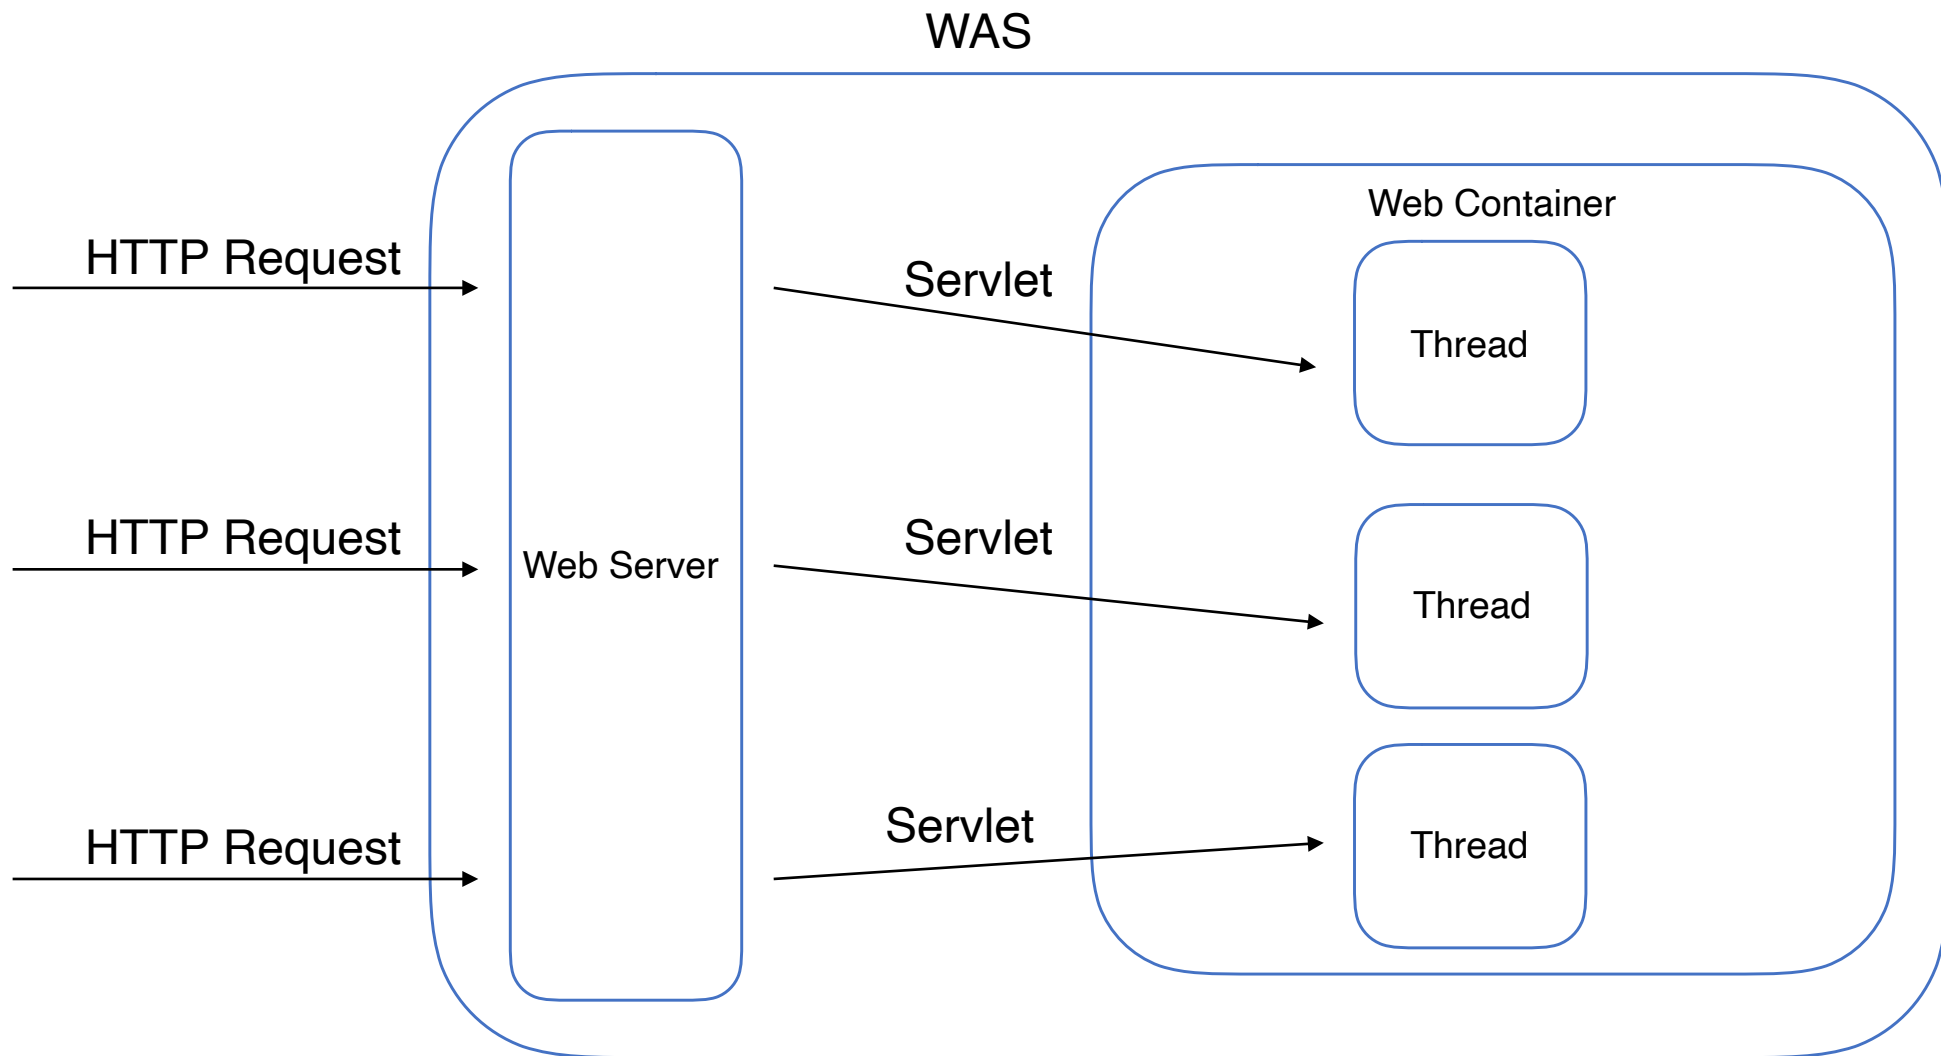 WAS
Web Container
HTTP Request
Servlet
Thread
HTTP Request
Servlet
Web Server
Thread
HTTP Request
Servlet
Thread